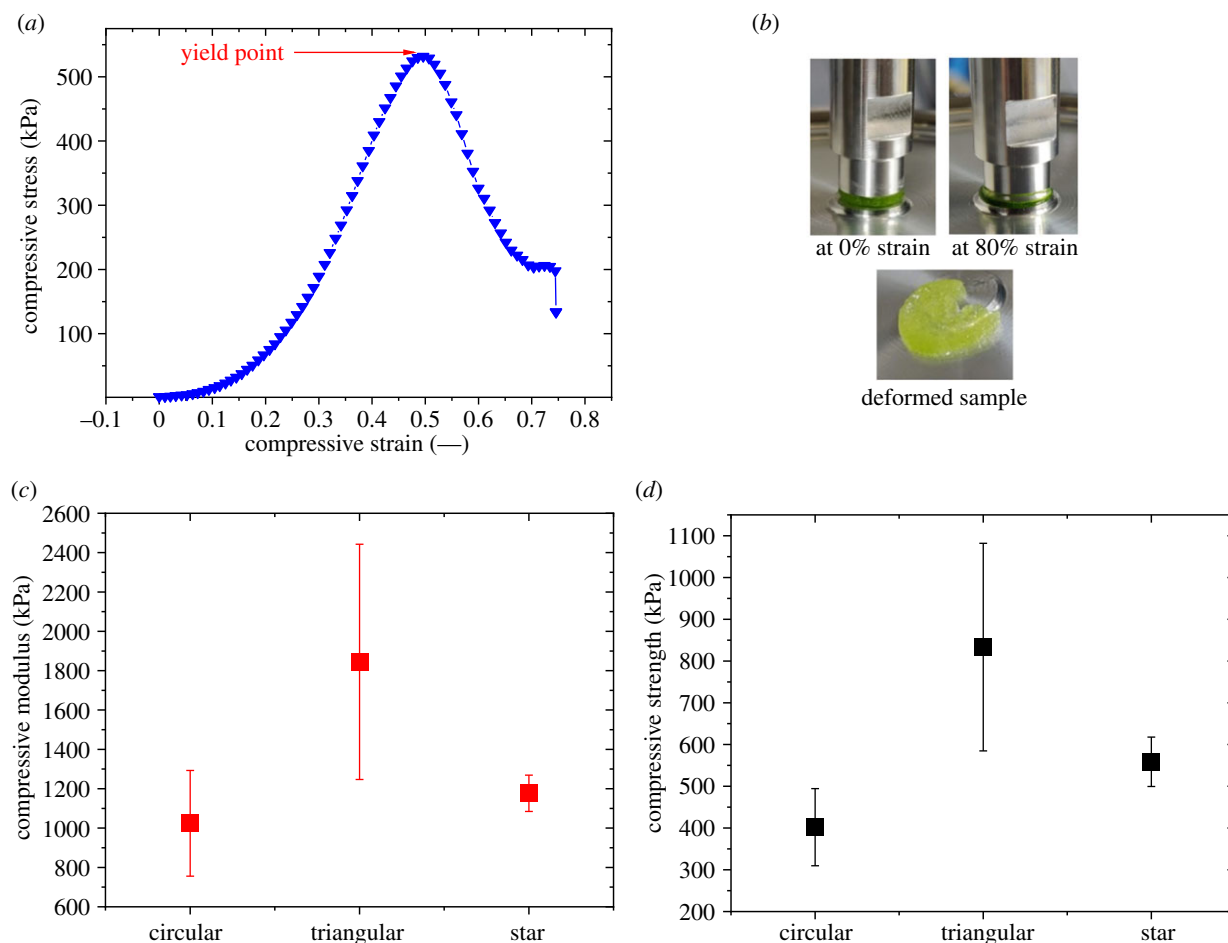 (a)
yield point
500
400
300
200
100
compressive stress (kPa)
–0.1 0 0.1 0.2 0.3 0.4 0.5 0.6 0.7 0.8
compressive strain (—)
(b)
at 0% strain at 80% strain
deformed sample
(c)
2600
2400
2200
2000
1800
1600
1400
1200
1000
800
600
compressive modulus (kPa)
circular triangular star
(d)
1100
1000
900
800
700
600
500
400
300
200
compressive strength (kPa)
circular triangular star